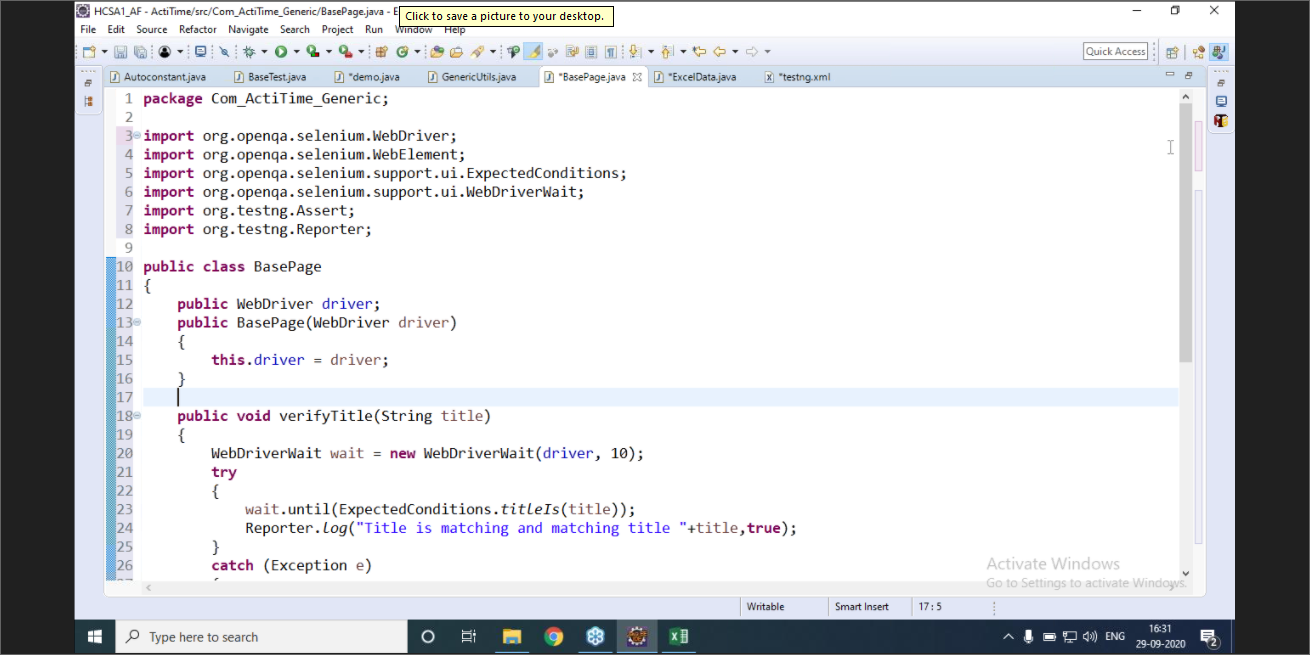 HCSA1_AF - ActiTime/src/Com_ActiTime_Generic/BasePage.java - E
Click to save a picture to your desktop.
File Edit Source Refactor Navigate Search Project Run Window Help
Quick Access
Autoconstant.java BaseTest.java *demo.java GenericUtils.java *BasePage.java *ExcelData.java *testng.xml
1 package Com_ActiTime_Generic;
2
3 import org.openqa.selenium.WebDriver;
4 import org.openqa.selenium.WebElement;
5 import org.openqa.selenium.support.ui.ExpectedConditions;
6 import org.openqa.selenium.support.ui.WebDriverWait;
7 import org.testng.Assert;
8 import org.testng.Reporter;
9
10 public class BasePage
11 {
12 public WebDriver driver;
13 public BasePage(WebDriver driver)
14 {
15 this.driver = driver;
16 }
17
18 public void verifyTitle(String title)
19 {
20 WebDriverWait wait = new WebDriverWait(driver, 10);
21 try
22 {
23 wait.until(ExpectedConditions.titleIs(title));
24 Reporter.log("Title is matching and matching title "+title,true);
25 }
26 catch (Exception e)
Activate Windows
Go to Settings to activate Windows.
Writable Smart Insert 17 : 5
Type here to search
ENG
16:31
29-09-2020
2